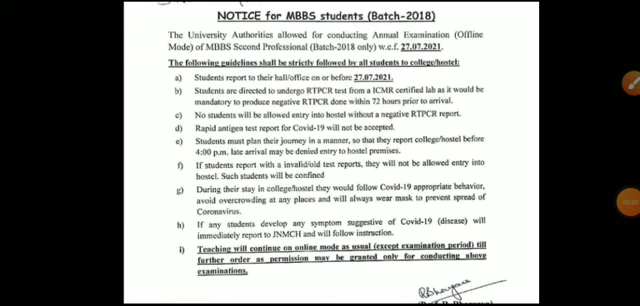 NOTICE for MBBS students (Batch-2018)
The University Authorities allowed for conducting Annual Examination (Offline
Mode) of MBBS Second Professional (Batch-2018 only) w.e.f. 27.07.2021.
The following guidelines shall be strictly followed by all students to college/hostel:
a) Students report to their hall/office on or before 27.07.2021.
b) Students are directed to undergo RTPCR test from a ICMR certified lab as it would be
mandatory to produce negative RTPCR done within 72 hours prior to arrival.
c) No students will be allowed entry into hostel without a negative RTPCR report.
d) Rapid antigen test report for Covid-19 will not be accepted.
e) Students must plan their journey in a manner, so that they report college/hostel before
4:00 p.m. late arrival may be denied entry to hostel premises.
f) If students report with a invalid/old test reports, they will not be allowed entry into
hostel. Such students will be confined
g) During their stay in college/hostel they would follow Covid-19 appropriate behavior,
avoid overcrowding at any places and will always wear mask to prevent spread of
Coronavirus.
h) If any students develop any symptom suggestive of Covid-19 (disease) will
immediately report to JNMCH and will follow instruction.
i) Teaching will continue on online mode as usual (except examination period) till
further order as permission may be granted only for conducting above
examinations.
RBhargava